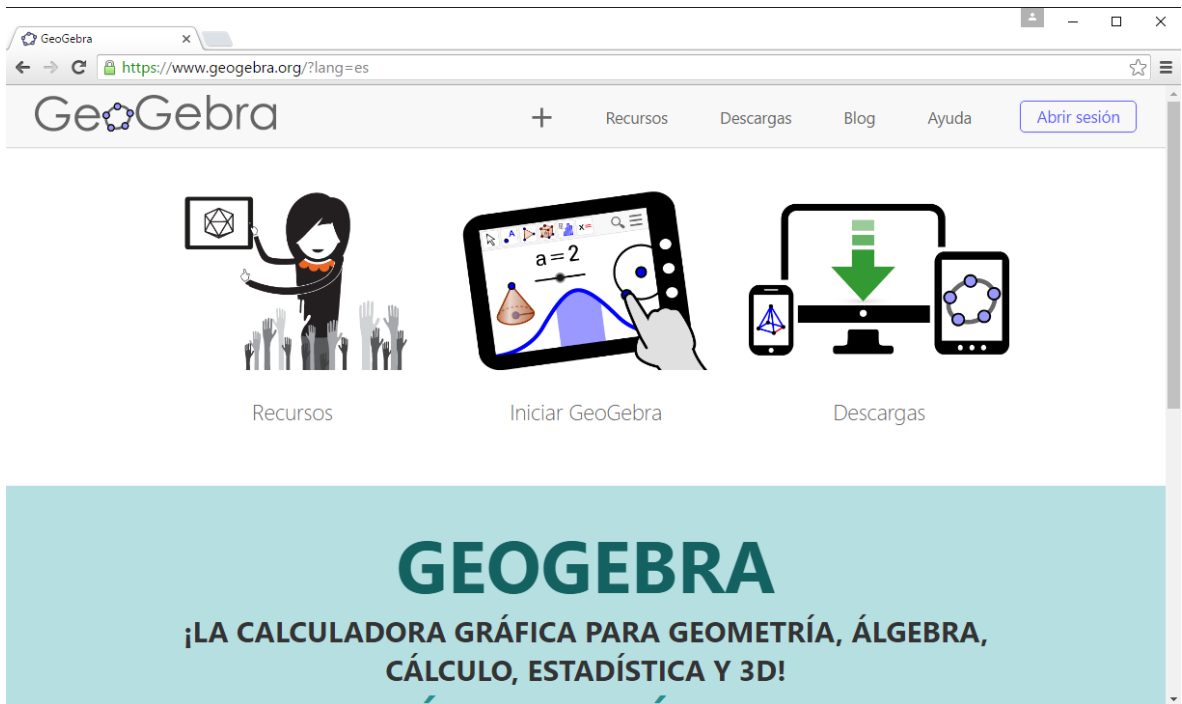 GeoGebra
https://www.geogebra.org/?lang=es
GeoGebra
+ Recursos Descargas Blog Ayuda Abrir sesión
A x=
a=2
Recursos Iniciar GeoGebra Descargas
GEOGEBRA
¡LA CALCULADORA GRÁFICA PARA GEOMETRÍA, ÁLGEBRA,
CÁLCULO, ESTADÍSTICA Y 3D!